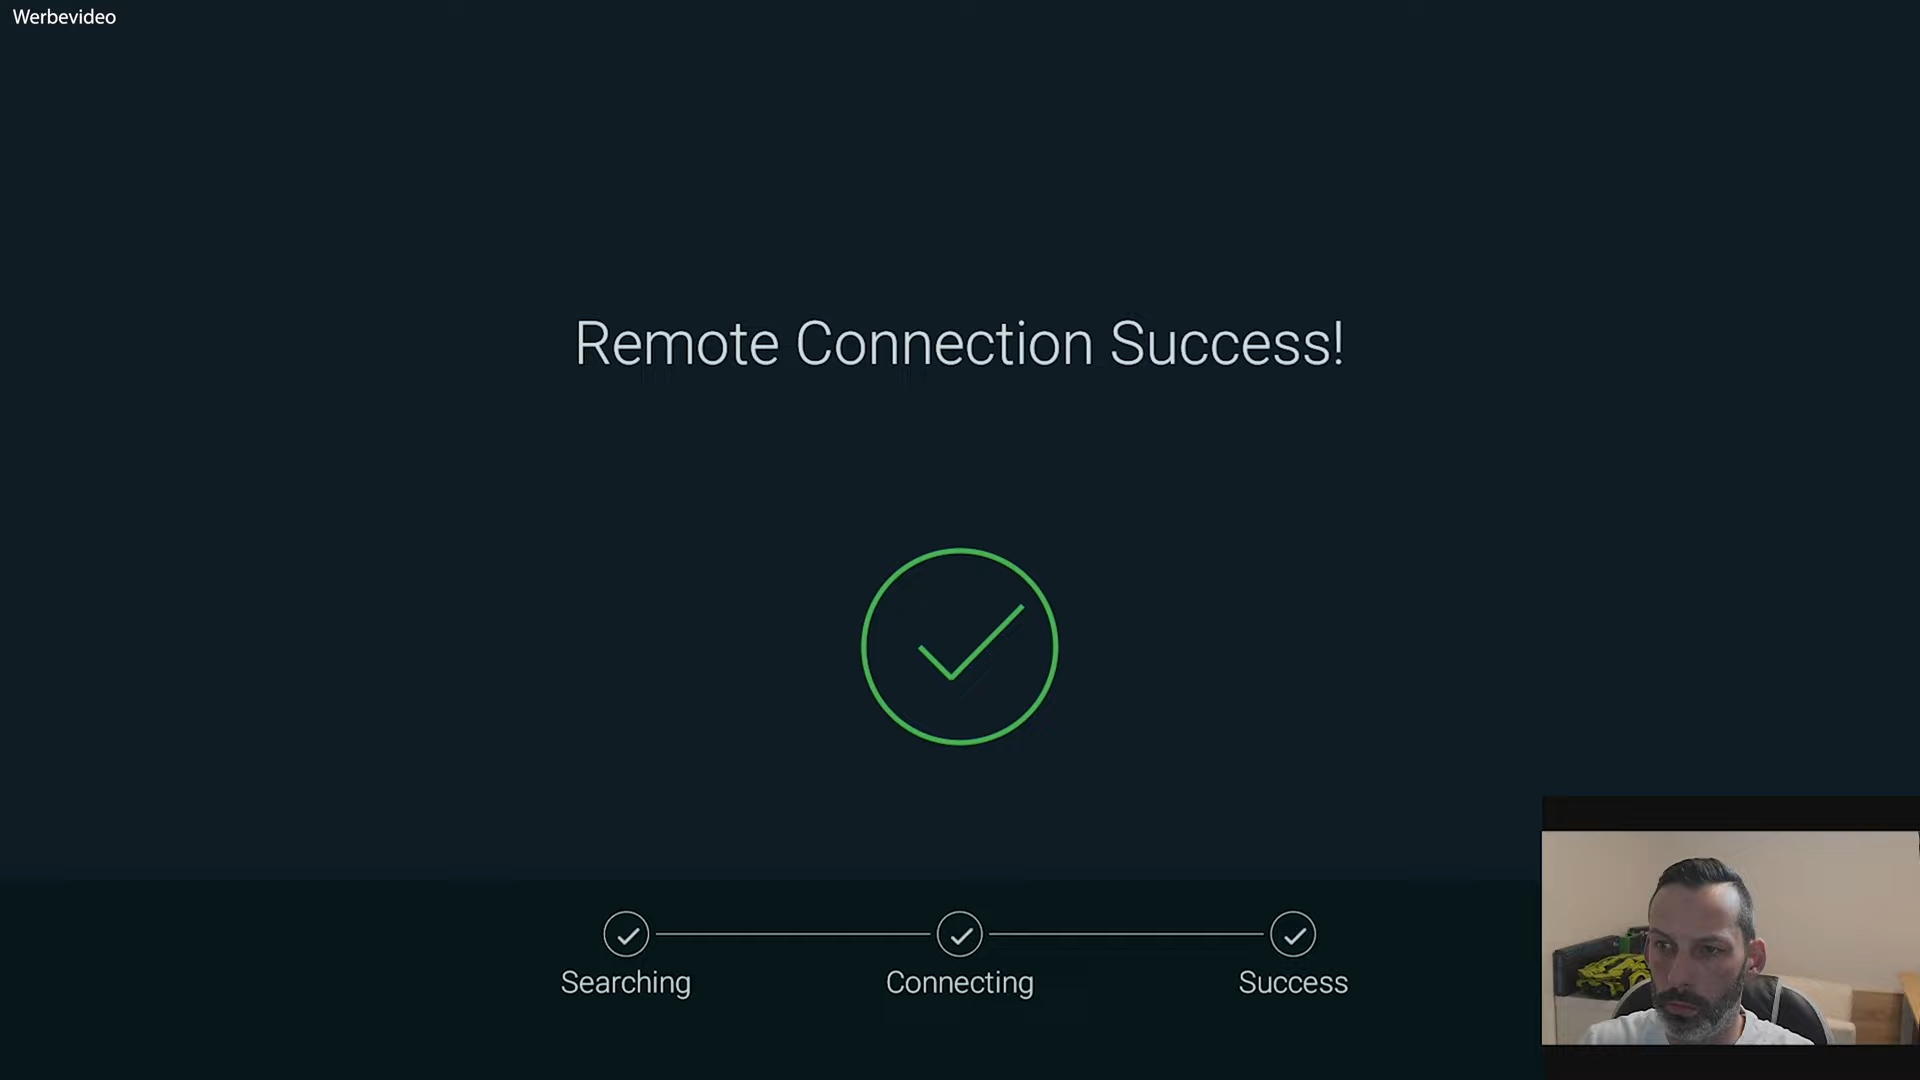 Werbevideo
Remote Connection Success!
Searching
Connecting
Success